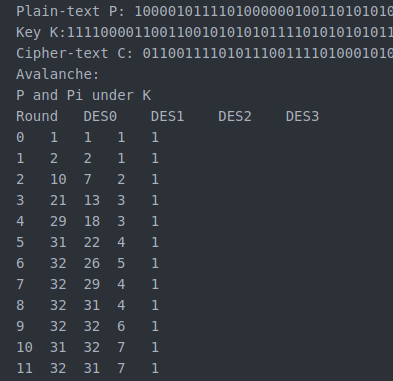 Plain-text P: 1000010111101000000100110101010
Key K:111100001100110010101010111101010101011
Cipher-text C: 011001111010111001111010001010
Avalanche:
P and Pi under K
Round DES0 DES1 DES2 DES3
0 1 1 1 1
1 2 2 1 1
2 10 7 2 1
3 21 13 3 1
4 29 18 3 1
5 31 22 4 1
6 32 26 5 1
7 32 29 4 1
8 32 31 4 1
9 32 32 6 1
10 31 32 7 1
11 32 31 7 1